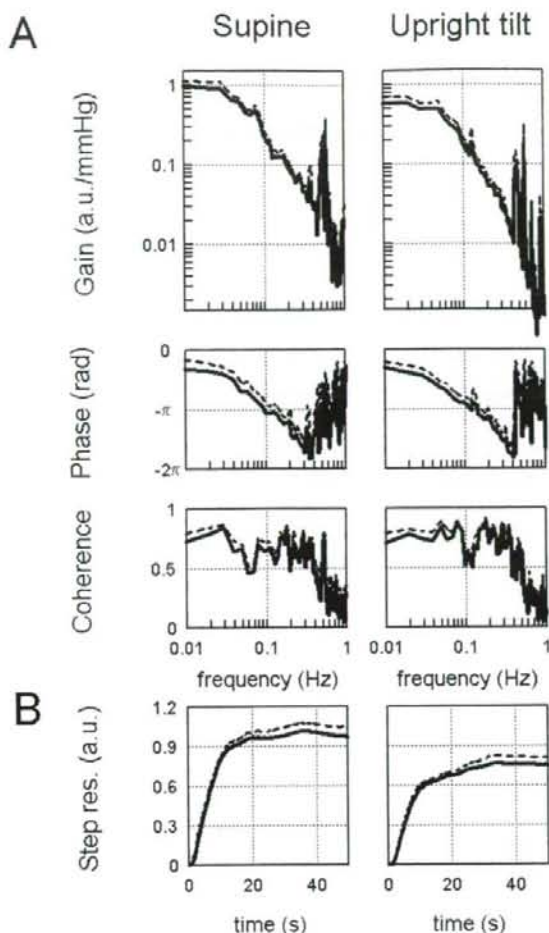 A
Supine Upright tilt
Gain (a.u./mmHg)
1
0.1
0.01
Phase (rad)
0
-π
-2π
Coherence
1
0.5
0
0.01 0.1 1 0.01 0.1 1
frequency (Hz) frequency (Hz)
B
Step res. (a.u.)
1.2
0.9
0.6
0.3
0
0 20 40 0 20 40
time (s) time (s)